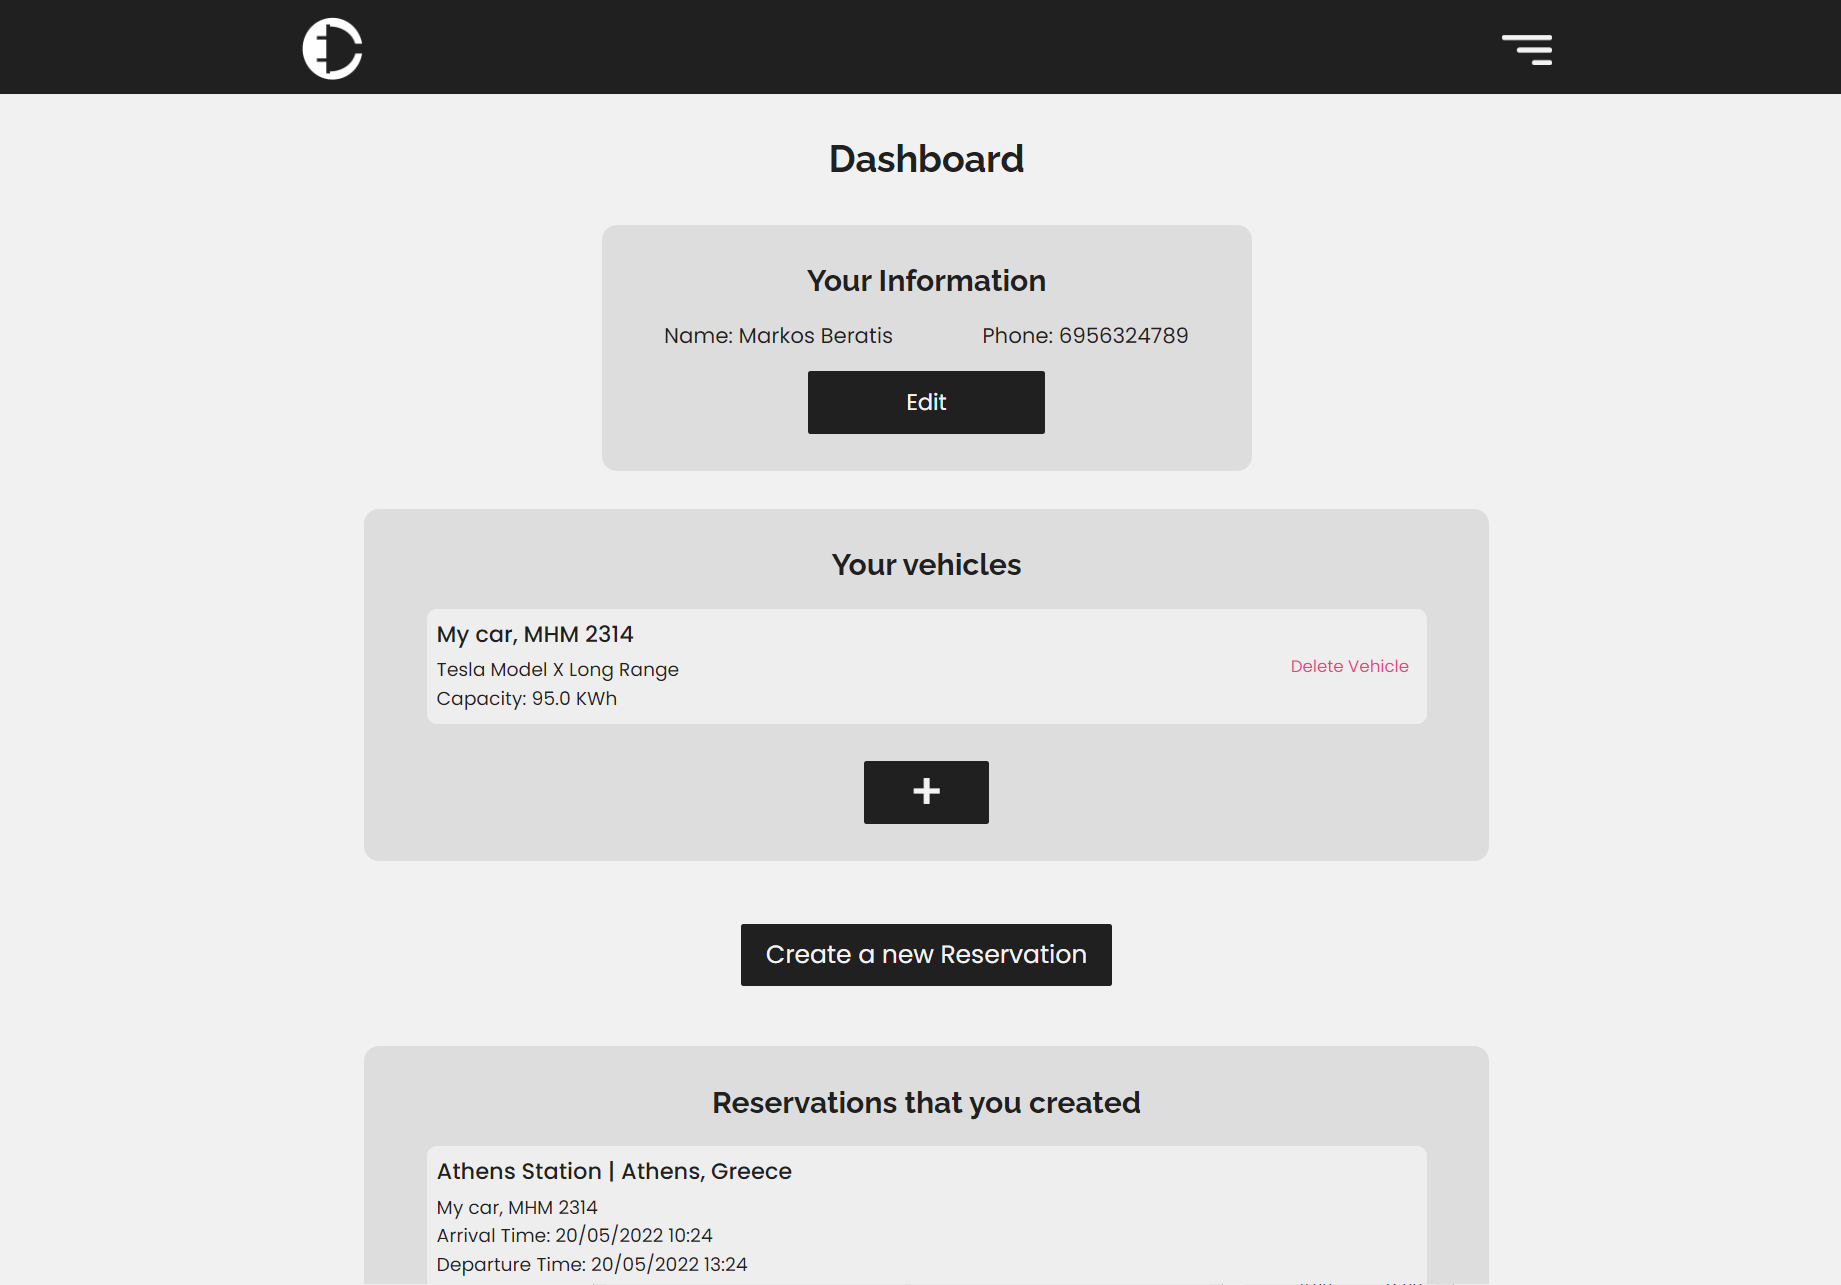 Dashboard
Your Information
Name: Markos Beratis
Phone: 6956324789
Edit
Your vehicles
My car, MHM 2314
Tesla Model X Long Range
Capacity: 95.0 KWh
Delete Vehicle
+
Create a new Reservation
Reservations that you created
Athens Station | Athens, Greece
My car, MHM 2314
Arrival Time: 20/05/2022 10:24
Departure Time: 20/05/2022 13:24